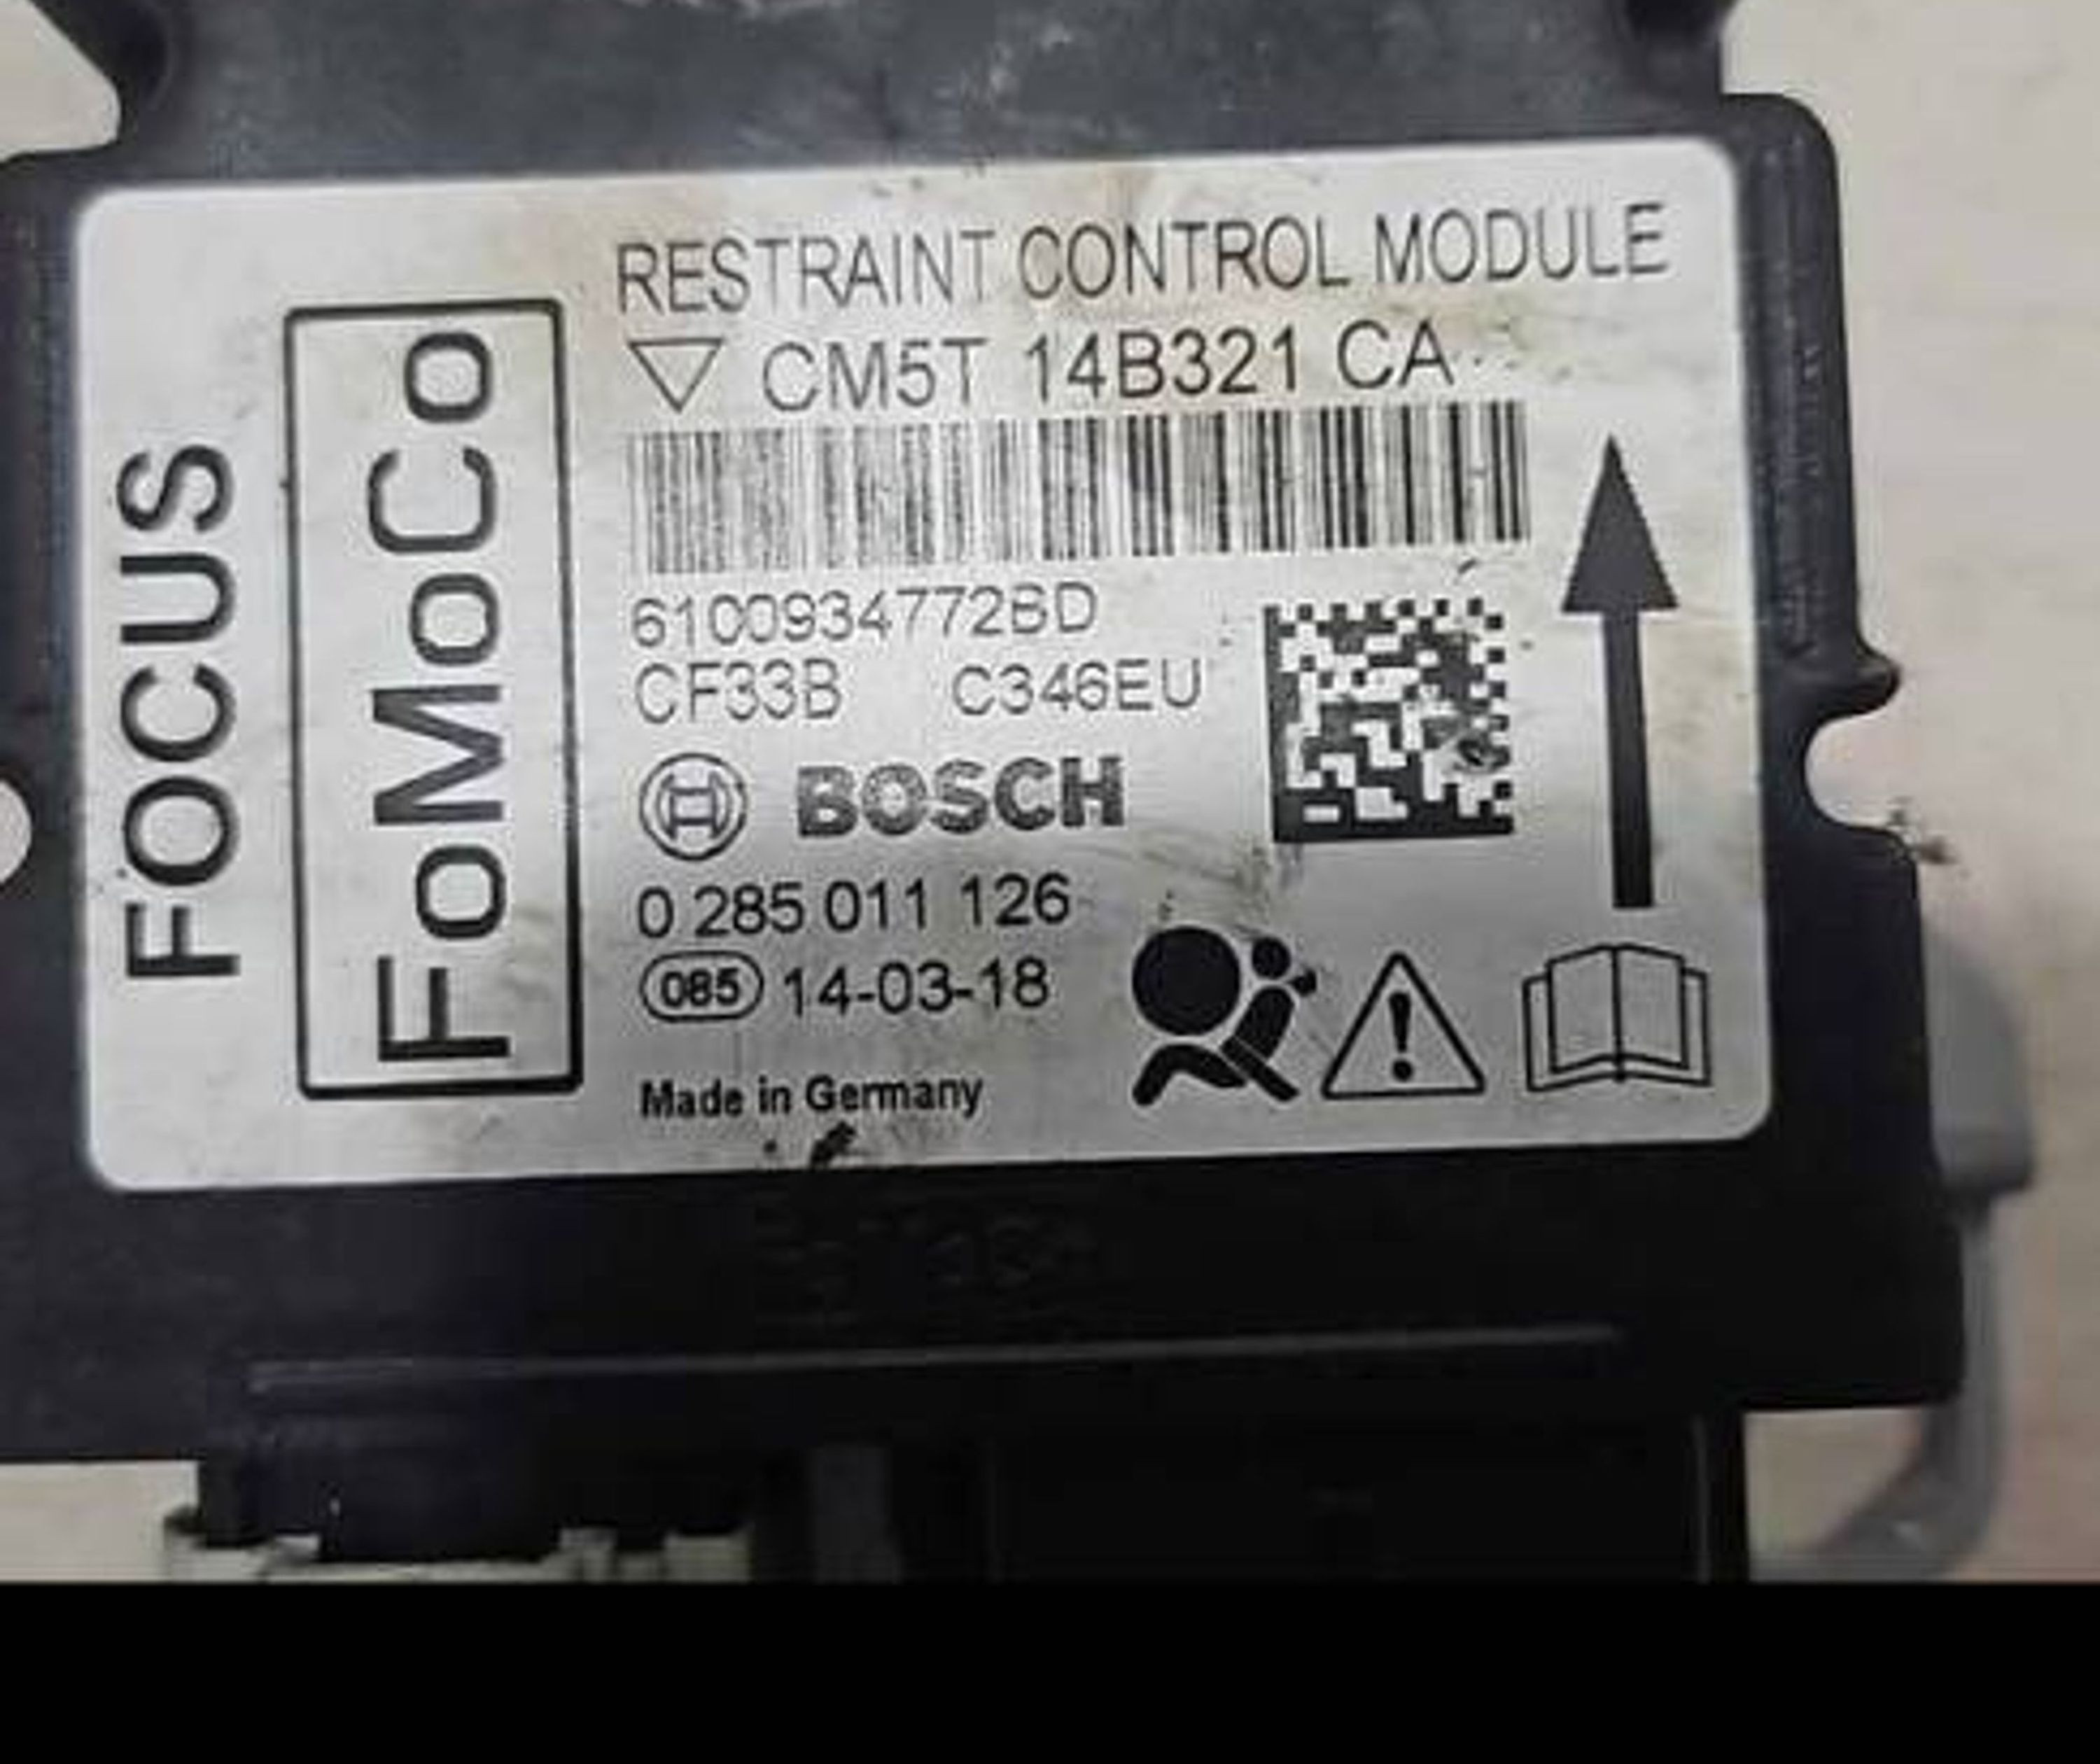 FOCUS
FoMoCo
RESTRAINT CONTROL MODULE
CM5T 14B321 CA
6100934772BD
CF33B C346EU
BOSCH
0 285 011 126
085 14-03-18
Made in Germany